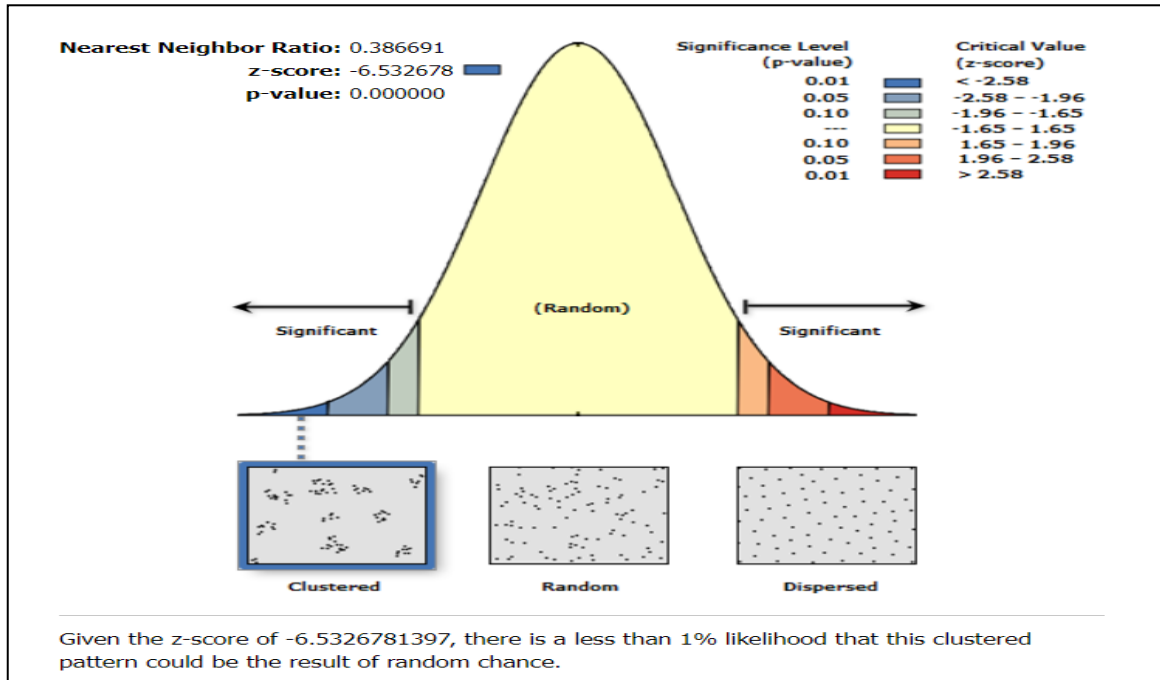 Nearest Neighbor Ratio: 0.386691
z-score: -6.532678
p-value: 0.000000
Significance Level Critical Value
(p-value) (z-score)
0.01 < -2.58
0.05 -2.58 – -1.96
0.10 -1.96 – -1.65
--- -1.65 – 1.65
0.10 1.65 – 1.96
0.05 1.96 – 2.58
0.01 > 2.58
(Random)
Significant Significant
Clustered Random Dispersed
Given the z-score of -6.5326781397, there is a less than 1% likelihood that this clustered
pattern could be the result of random chance.